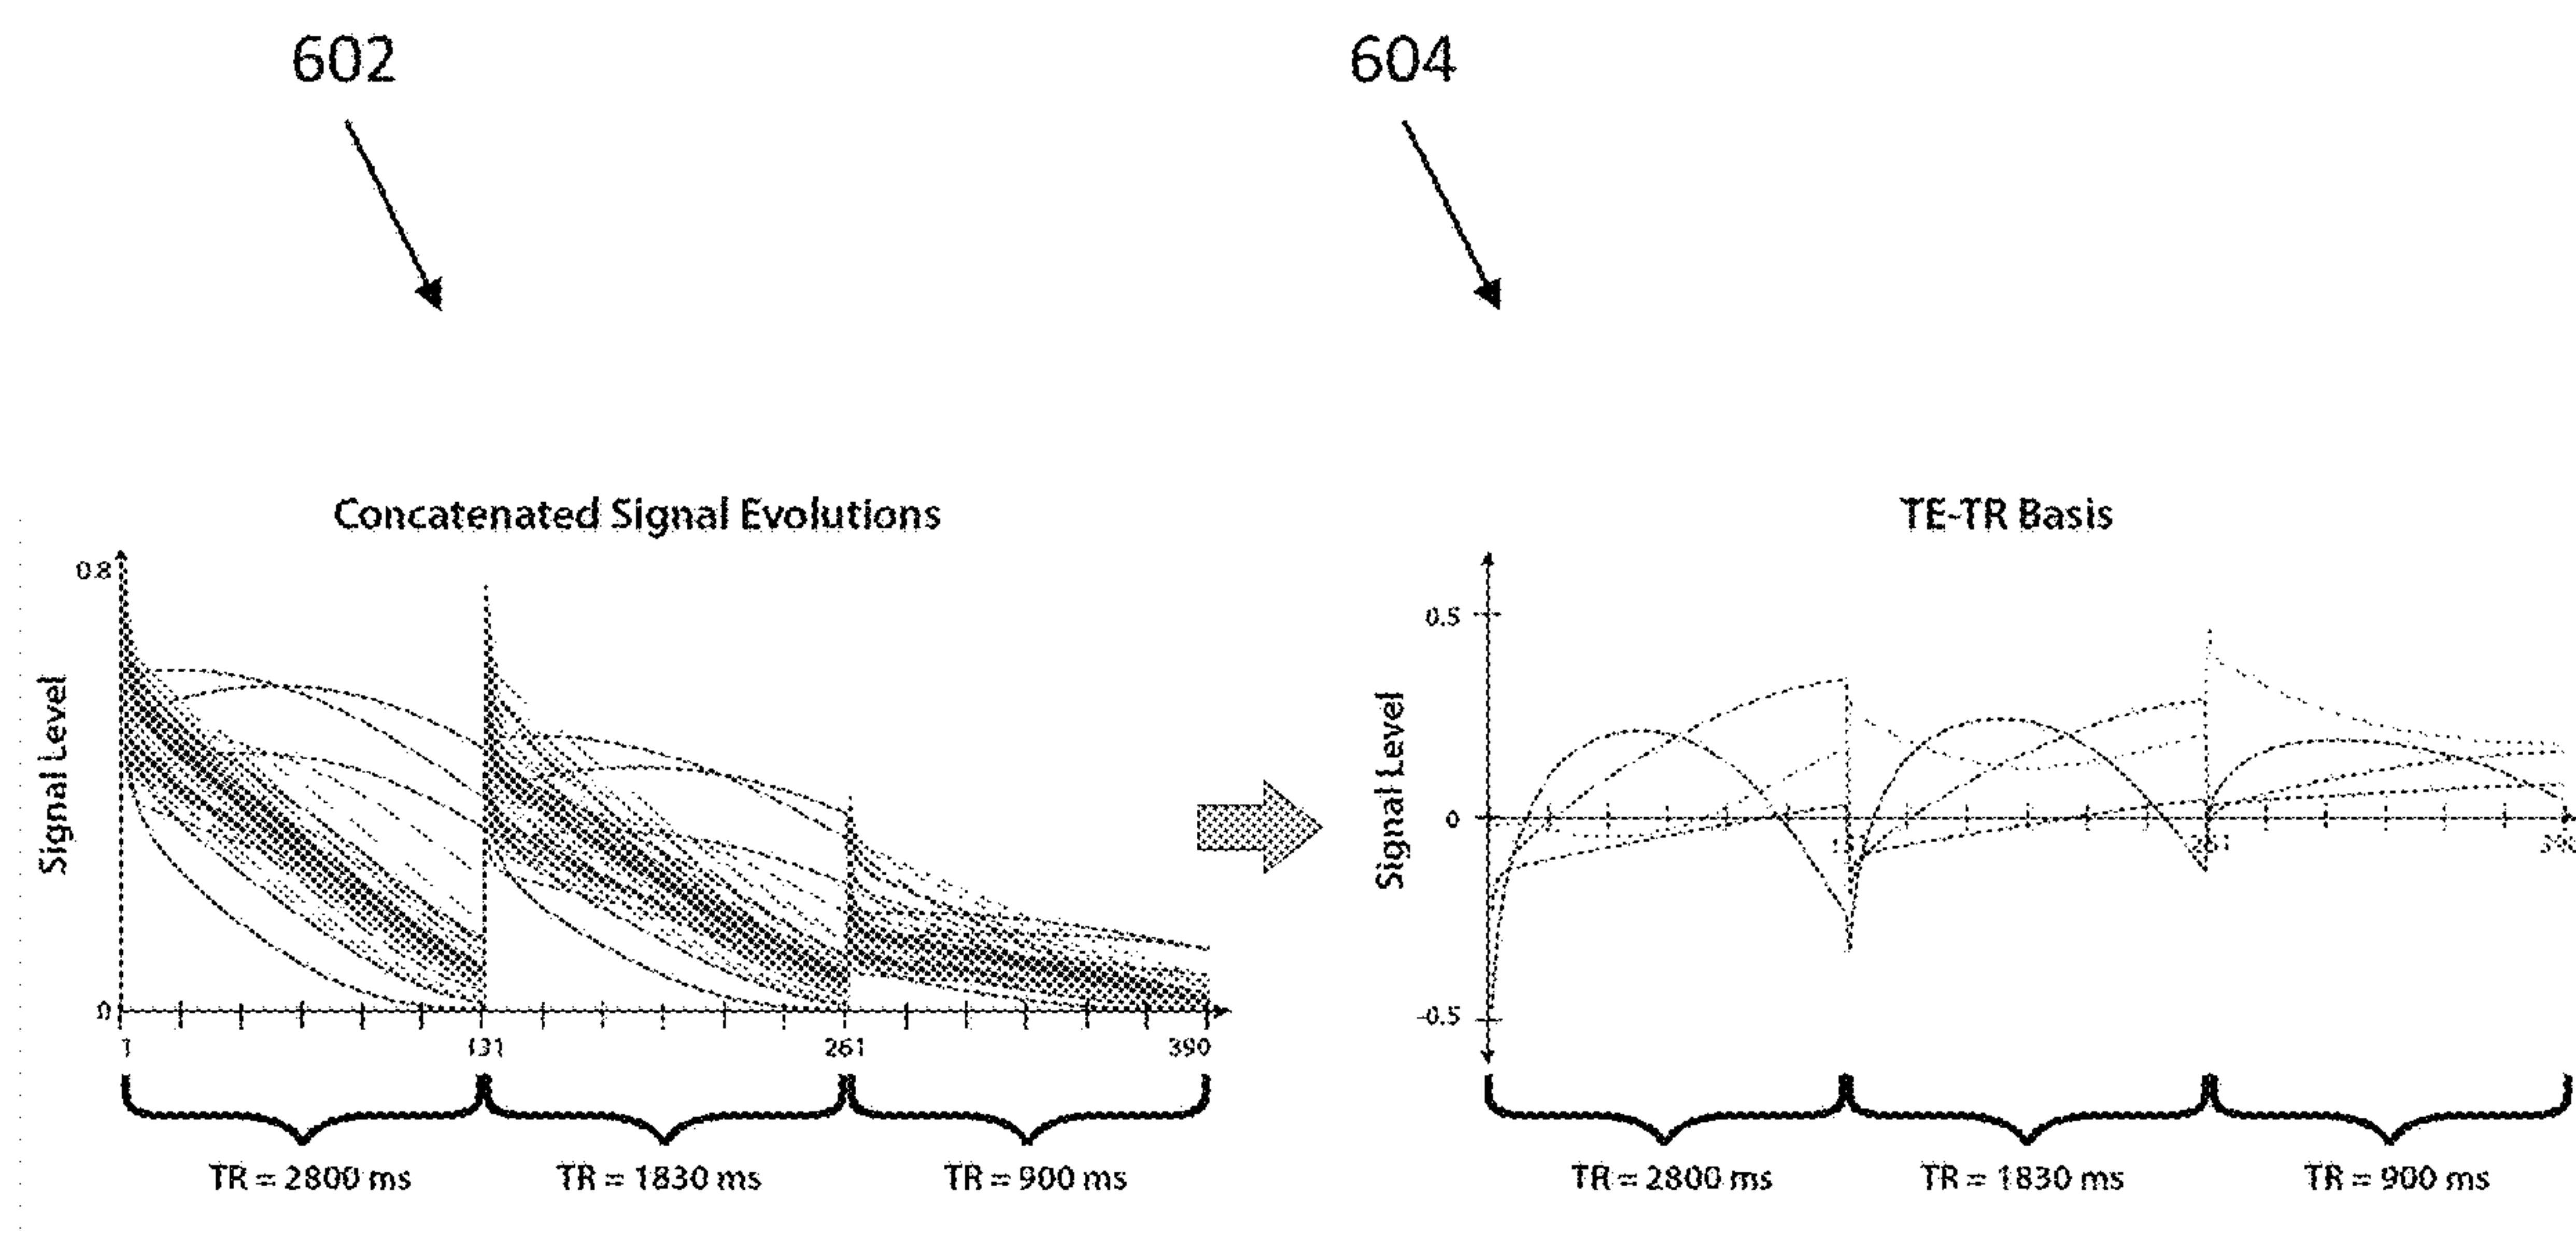 602
604
Concatenated Signal Evolutions
TE-TR Basis
0.8
0.5
Signal Level
Signal Level
0
0
-0.5
1
131
261
390
261
TR = 2800 ms
TR = 1830 ms
TR = 900 ms
TR = 2800 ms
TR = 1830 ms
TR = 900 ms